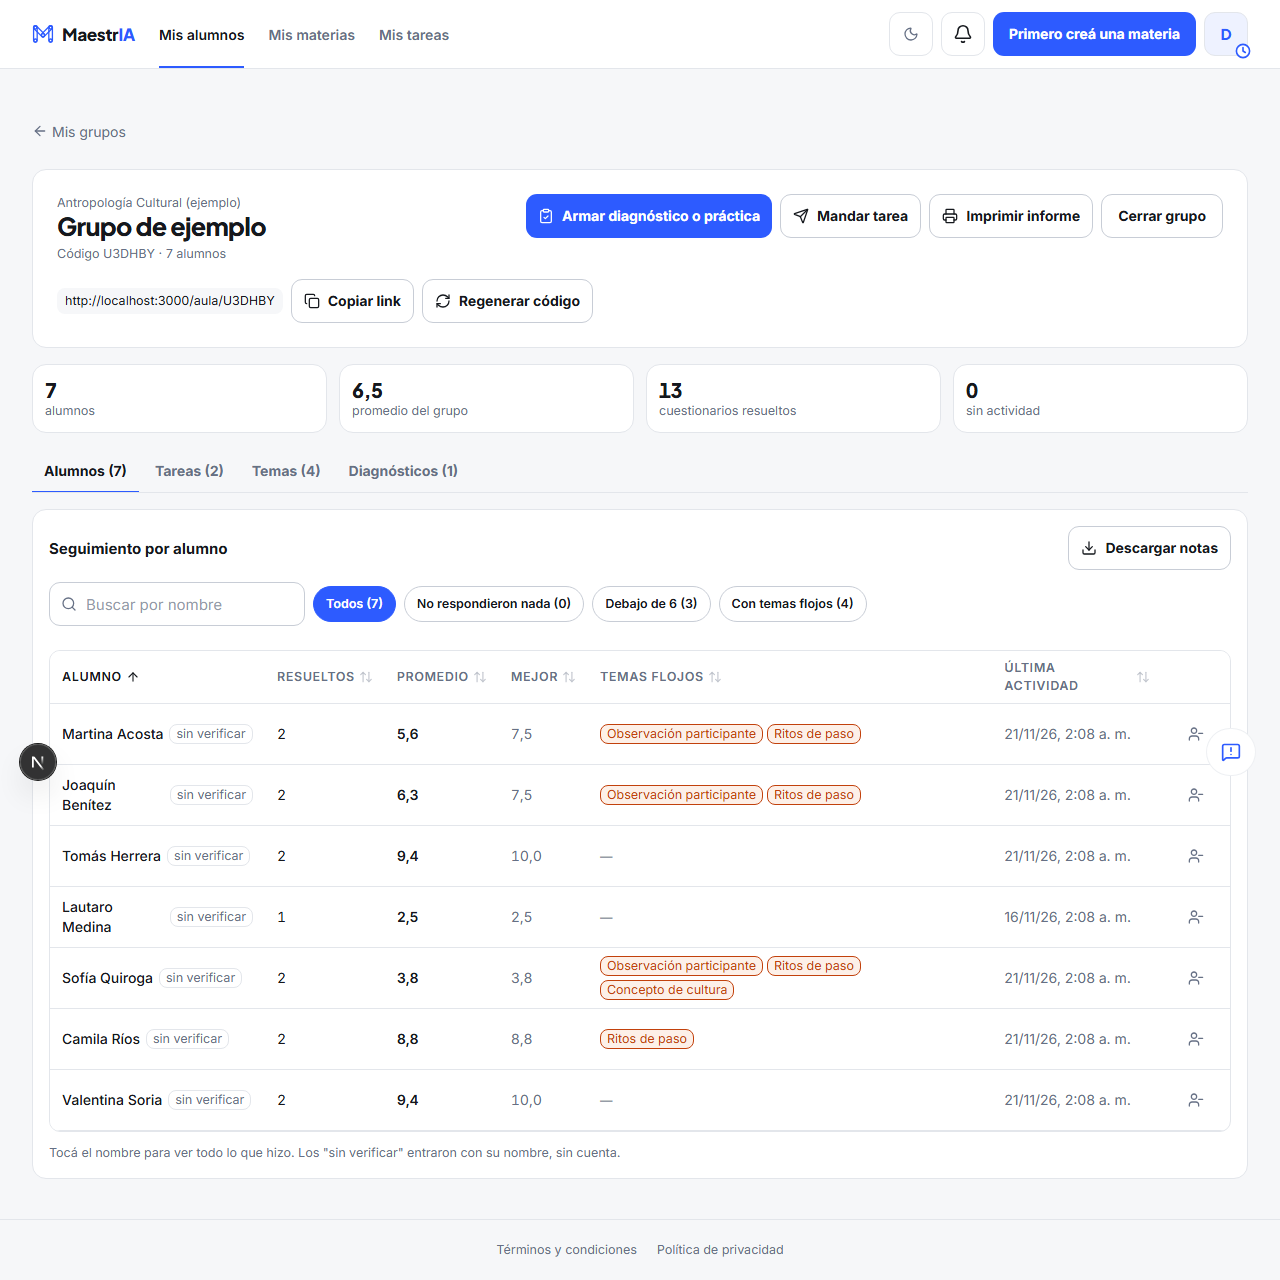 MaestrIA
Mis alumnos
Mis materias
Mis tareas
Primero creá una materia
D
Mis grupos
Antropología Cultural (ejemplo)
Grupo de ejemplo
Código U3DHBY · 7 alumnos
Armar diagnóstico o práctica
Mandar tarea
Imprimir informe
Cerrar grupo
http://localhost:3000/aula/U3DHBY
Copiar link
Regenerar código
7
alumnos
6,5
promedio del grupo
13
cuestionarios resueltos
0
sin actividad
Alumnos (7)
Tareas (2)
Temas (4)
Diagnósticos (1)
Seguimiento por alumno
Descargar notas
Buscar por nombre
Todos (7)
No respondieron nada (0)
Debajo de 6 (3)
Con temas flojos (4)
ALUMNO
RESUELTOS
PROMEDIO
MEJOR
TEMAS FLOJOS
ÚLTIMA
ACTIVIDAD
Martina Acosta sin verificar 2 5,6 7,5 Observación participante Ritos de paso 21/11/26, 2:08 a. m.
N
Joaquín
Benítez
sin verificar 2 6,3 7,5 Observación participante Ritos de paso 21/11/26, 2:08 a. m.
Tomás Herrera sin verificar 2 9,4 10,0 — 21/11/26, 2:08 a. m.
Lautaro
Medina
sin verificar 1 2,5 2,5 — 16/11/26, 2:08 a. m.
Sofía Quiroga sin verificar 2 3,8 3,8 Observación participante Ritos de paso
Concepto de cultura
21/11/26, 2:08 a. m.
Camila Ríos sin verificar 2 8,8 8,8 Ritos de paso 21/11/26, 2:08 a. m.
Valentina Soria sin verificar 2 9,4 10,0 — 21/11/26, 2:08 a. m.
Tocá el nombre para ver todo lo que hizo. Los "sin verificar" entraron con su nombre, sin cuenta.
Términos y condiciones
Política de privacidad